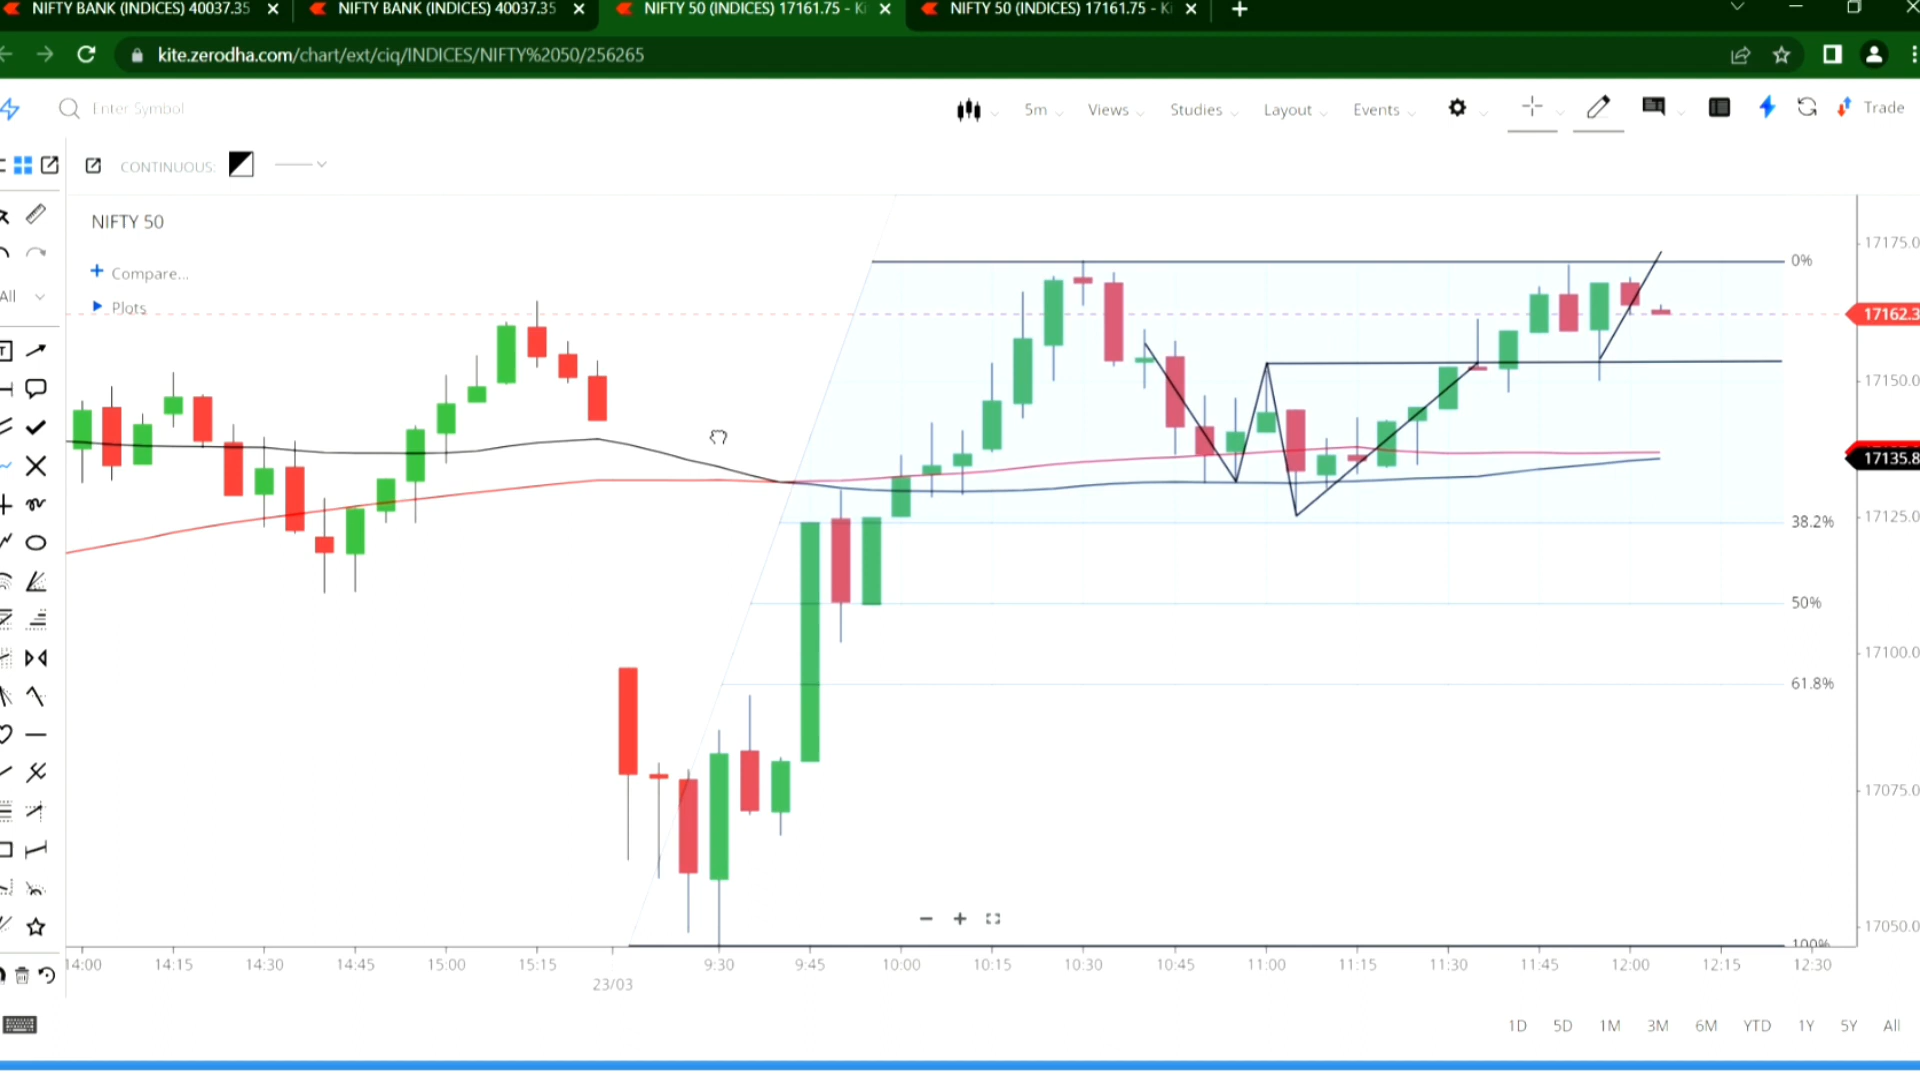 NIFTY BANK (INDICES) 40037.35
NIFTY BANK (INDICES) 40037.35
NIFTY 50 (INDICES) 17161.75 - Ki
NIFTY 50 (INDICES) 17161.75 - Ki
kite.zerodha.com/chart/ext/ciq/INDICES/NIFTY%2050/256265
Enter Symbol
5m
Views
Studies
Layout
Events
Trade
CONTINUOUS:
NIFTY 50
Compare...
Plots
All
17175.0
0%
17162.3
17150.0
17135.8
38.2%
17125.0
50%
17100.0
61.8%
17075.0
17050.0
100%
14:00 14:15 14:30 14:45 15:00 15:15 9:30 9:45 10:00 10:15 10:30 10:45 11:00 11:15 11:30 11:45 12:00 12:15 12:30
23/03
1D 5D 1M 3M 6M YTD 1Y 5Y All